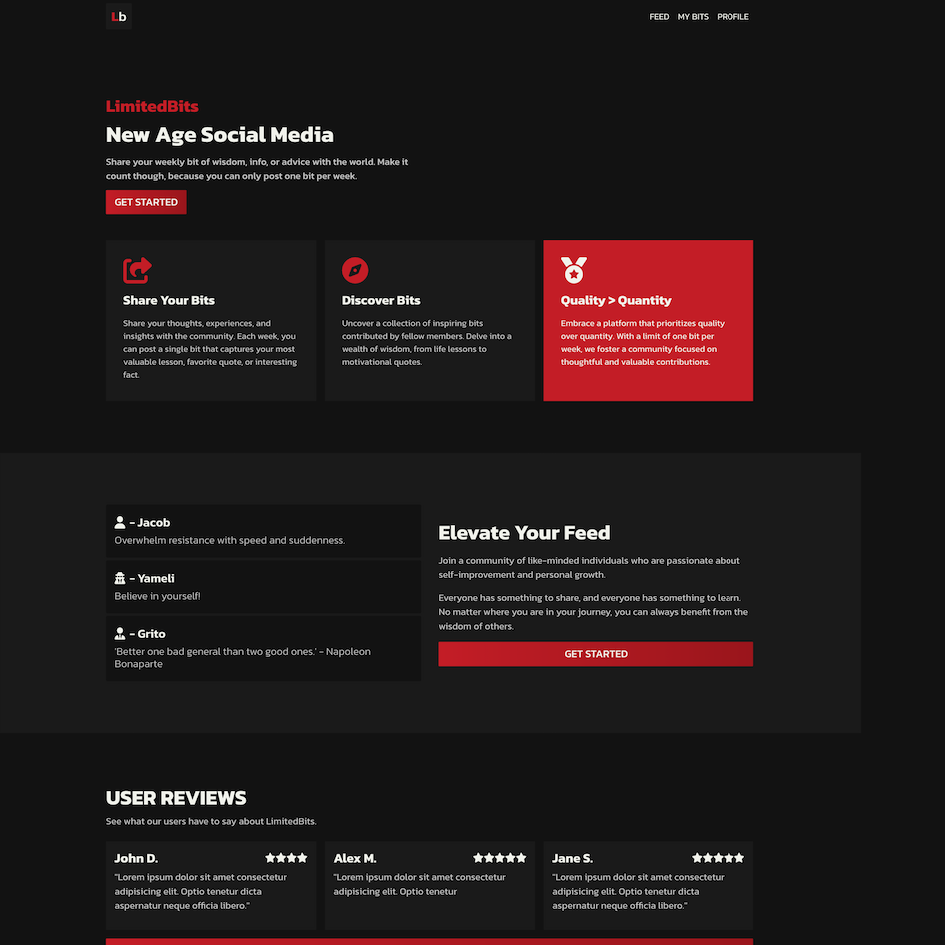 Lb
FEED MY BITS PROFILE
LimitedBits
New Age Social Media
Share your weekly bit of wisdom, info, or advice with the world. Make it
count though, because you can only post one bit per week.
GET STARTED
Share Your Bits
Share your thoughts, experiences, and
insights with the community. Each week, you
can post a single bit that captures your most
valuable lesson, favorite quote, or interesting
fact.
Discover Bits
Uncover a collection of inspiring bits
contributed by fellow members. Delve into a
wealth of wisdom, from life lessons to
motivational quotes.
Quality > Quantity
Embrace a platform that prioritizes quality
over quantity. With a limit of one bit per
week, we foster a community focused on
thoughtful and valuable contributions.
- Jacob
Overwhelm resistance with speed and suddenness.
- Yameli
Believe in yourself!
- Grito
'Better one bad general than two good ones.' - Napoleon
Bonaparte
Elevate Your Feed
Join a community of like-minded individuals who are passionate about
self-improvement and personal growth.
Everyone has something to share, and everyone has something to learn.
No matter where you are in your journey, you can always benefit from the
wisdom of others.
GET STARTED
USER REVIEWS
See what our users have to say about LimitedBits.
John D.
"Lorem ipsum dolor sit amet consectetur
adipisicing elit. Optio tenetur dicta
aspernatur neque officia libero."
Alex M.
"Lorem ipsum dolor sit amet consectetur
adipisicing elit. Optio tenetur
Jane S.
"Lorem ipsum dolor sit amet consectetur
adipisicing elit. Optio tenetur dicta
aspernatur neque officia libero."